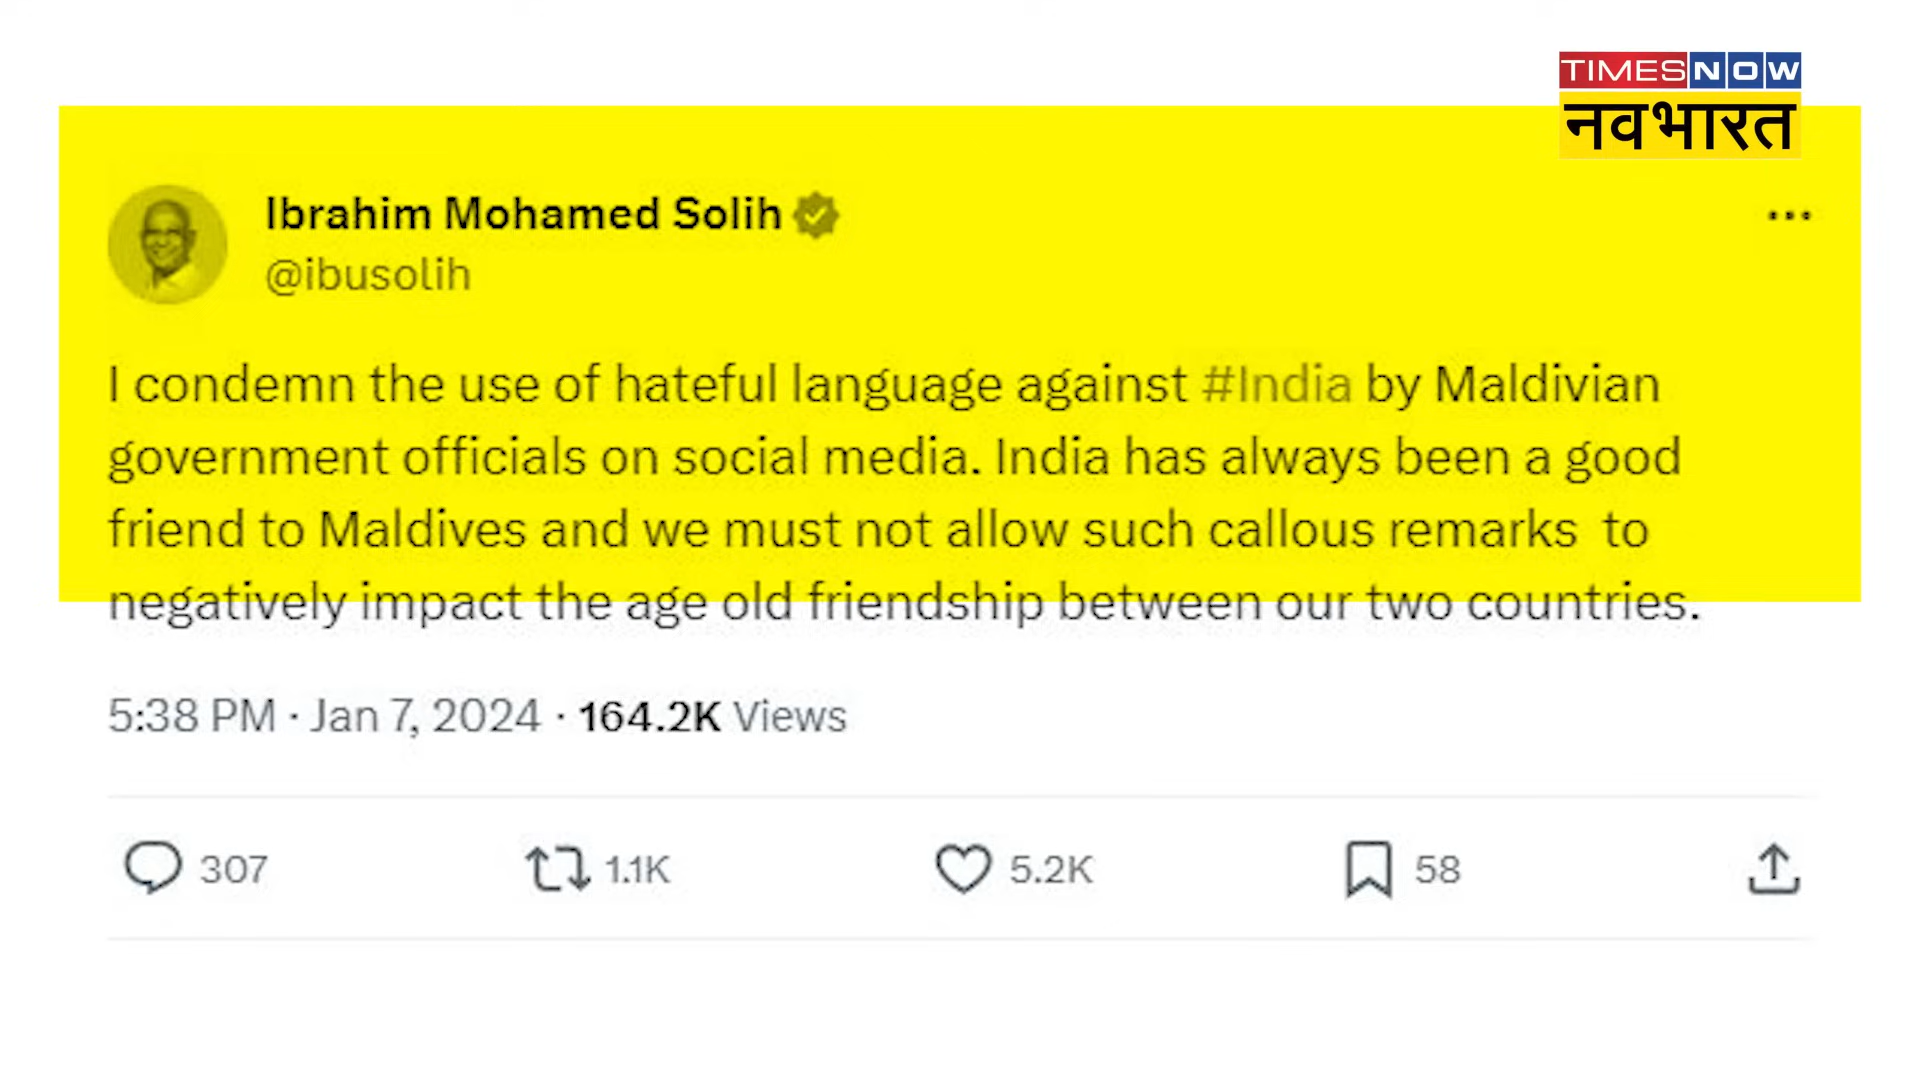 TIMES NOW
नवभारत
Ibrahim Mohamed Solih
@ibusolih
I condemn the use of hateful language against #India by Maldivian
government officials on social media. India has always been a good
friend to Maldives and we must not allow such callous remarks to
negatively impact the age old friendship between our two countries.
5:38 PM · Jan 7, 2024 · 164.2K Views
307 1.1K 5.2K 58